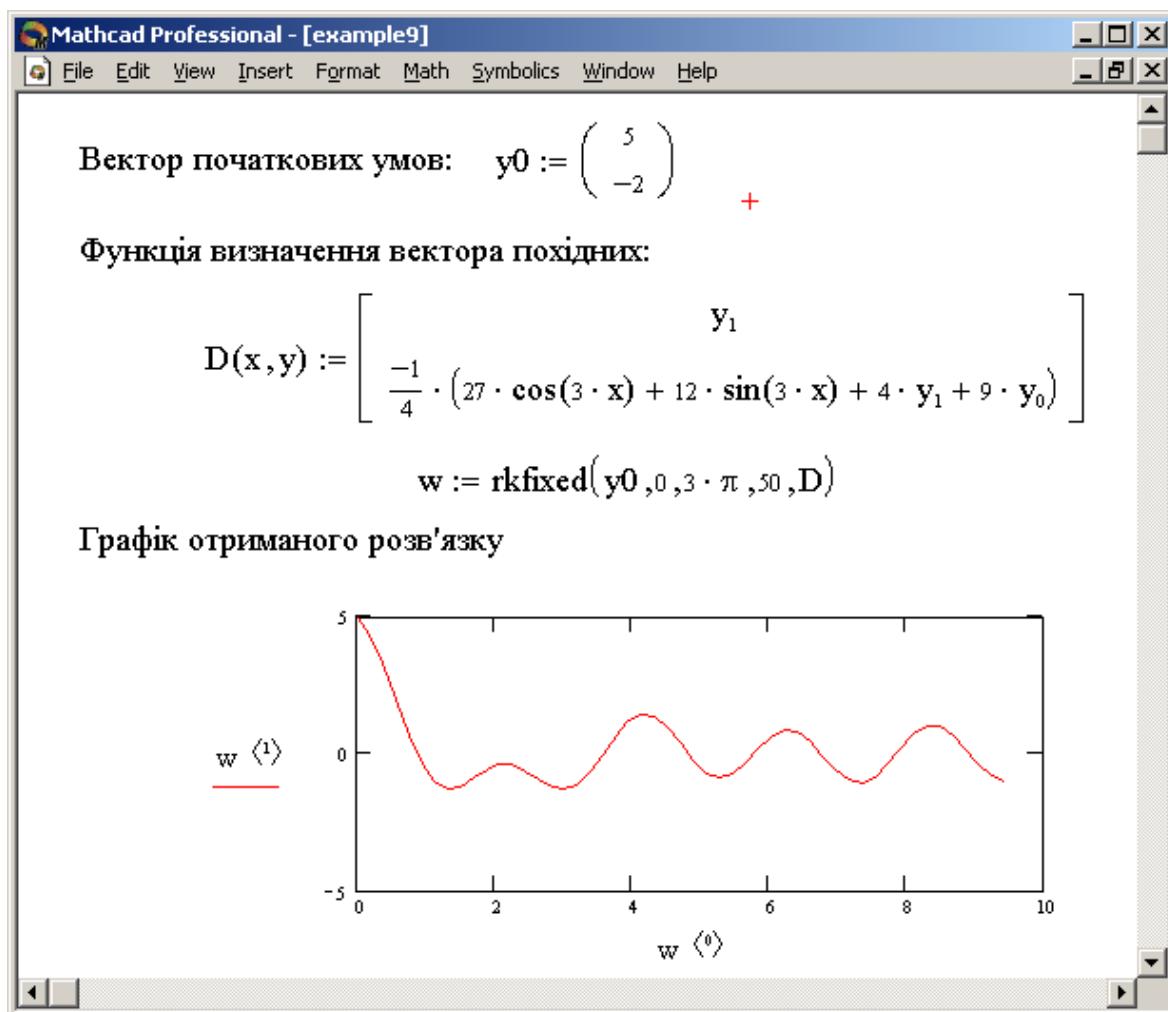 Mathcad Professional - [example9]
File Edit View Insert Format Math Symbolics Window Help
Вектор початкових умов: y0 := ( 5
−2 )
Функція визначення вектора похідних:
D(x,y) := [ y₁
−1/4 · (27 · cos(3 · x) + 12 · sin(3 · x) + 4 · y₁ + 9 · y₀) ]
w := rkfixed(y0 ,0 ,3 · π ,50 ,D)
Графік отриманого розв'язку
5
w ⟨1⟩ 0
−5
0 2 4 6 8 10
w ⟨0⟩